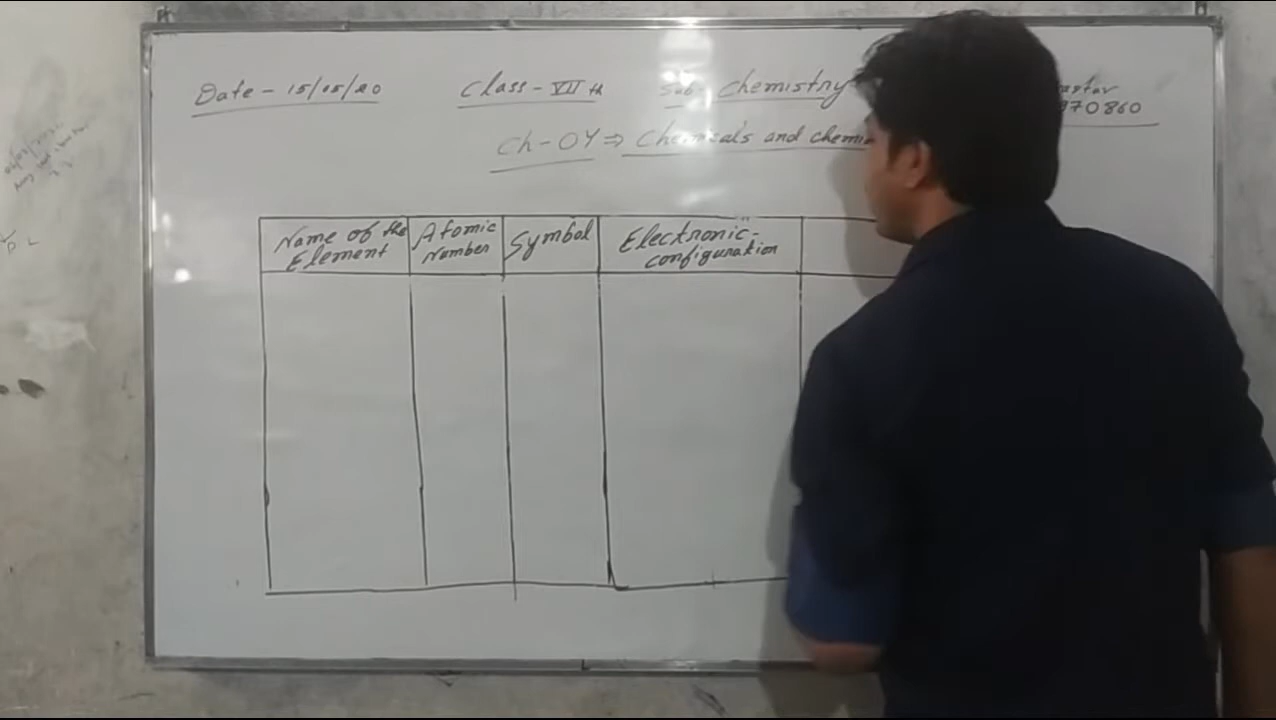 Date - 15/05/20 Class - VII th Sub - Chemistry
70860
Ch-04 ⇒ Chemicals and chemi
Name of the Element
Atomic Number
Symbol
Electronic-configuration